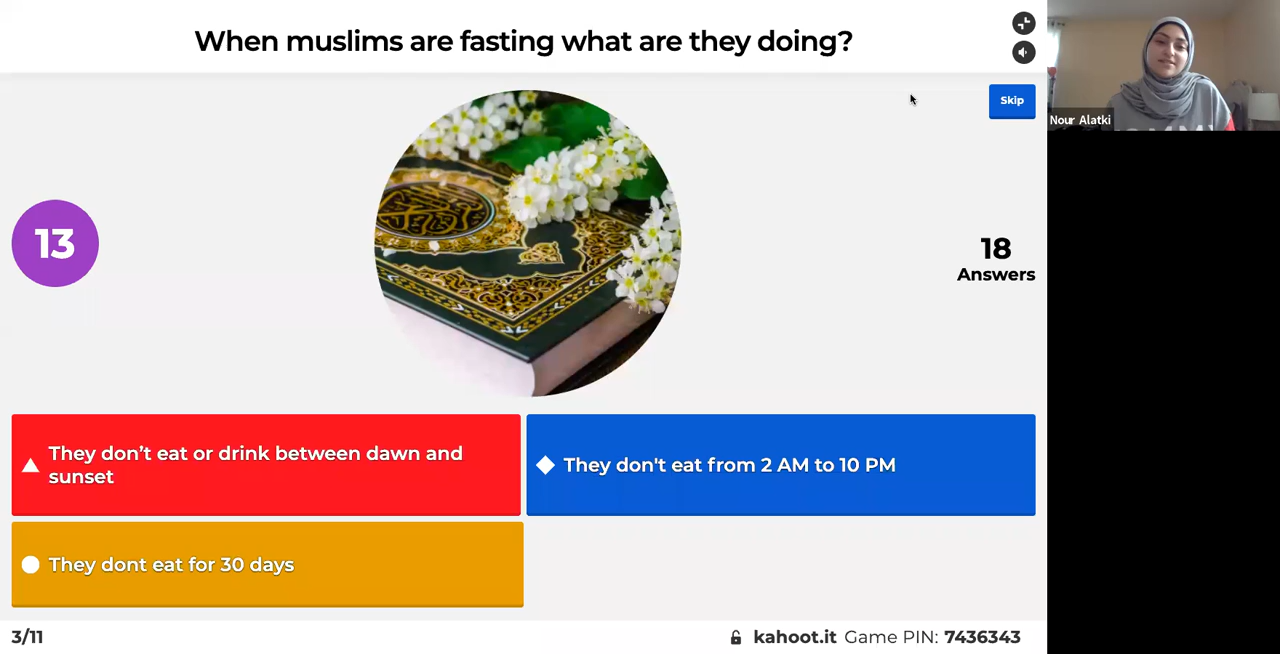 When muslims are fasting what are they doing?
Skip
Nour Alatki
13
18
Answers
They don’t eat or drink between dawn and
sunset
They don't eat from 2 AM to 10 PM
They dont eat for 30 days
3/11
kahoot.it Game PIN: 7436343